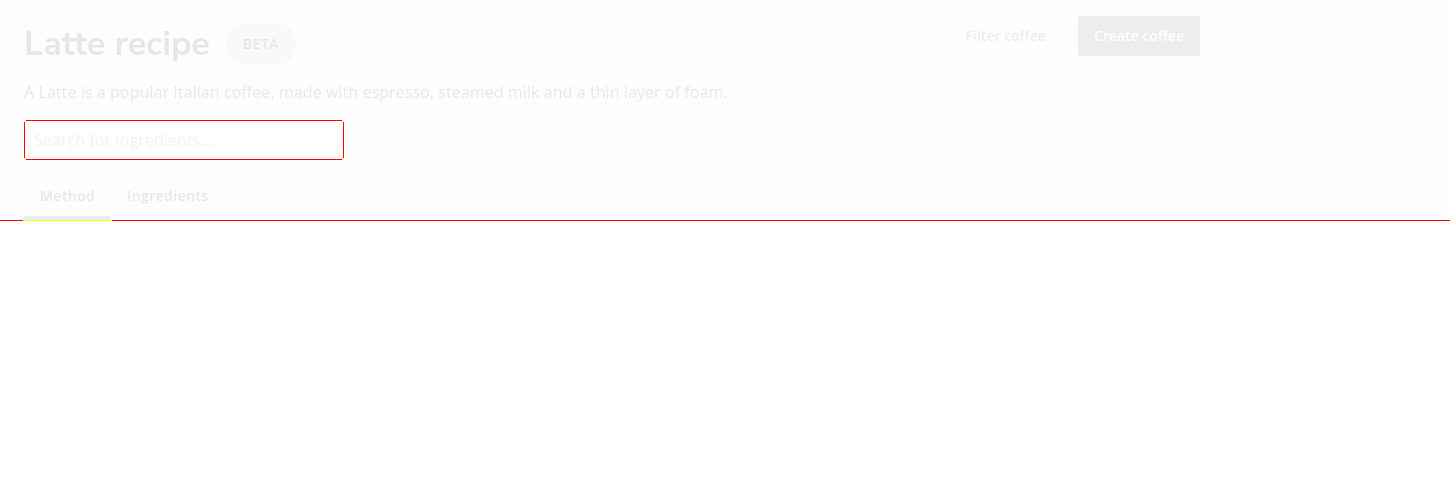 Latte recipe BETA
Filter coffee Create coffee
A Latte is a popular Italian coffee, made with espresso, steamed milk and a thin layer of foam.
Search for ingredients...
Method Ingredients